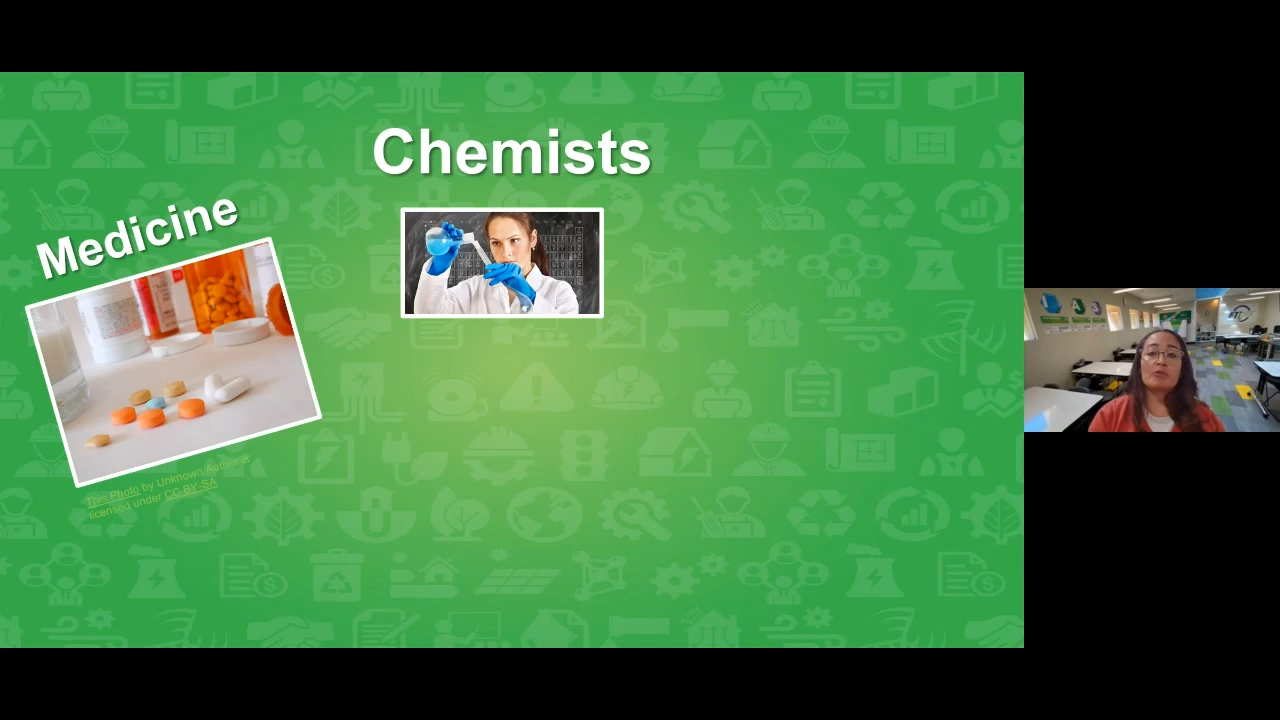 Chemists
Medicine
This Photo by Unknown Author is
licensed under CC BY-SA